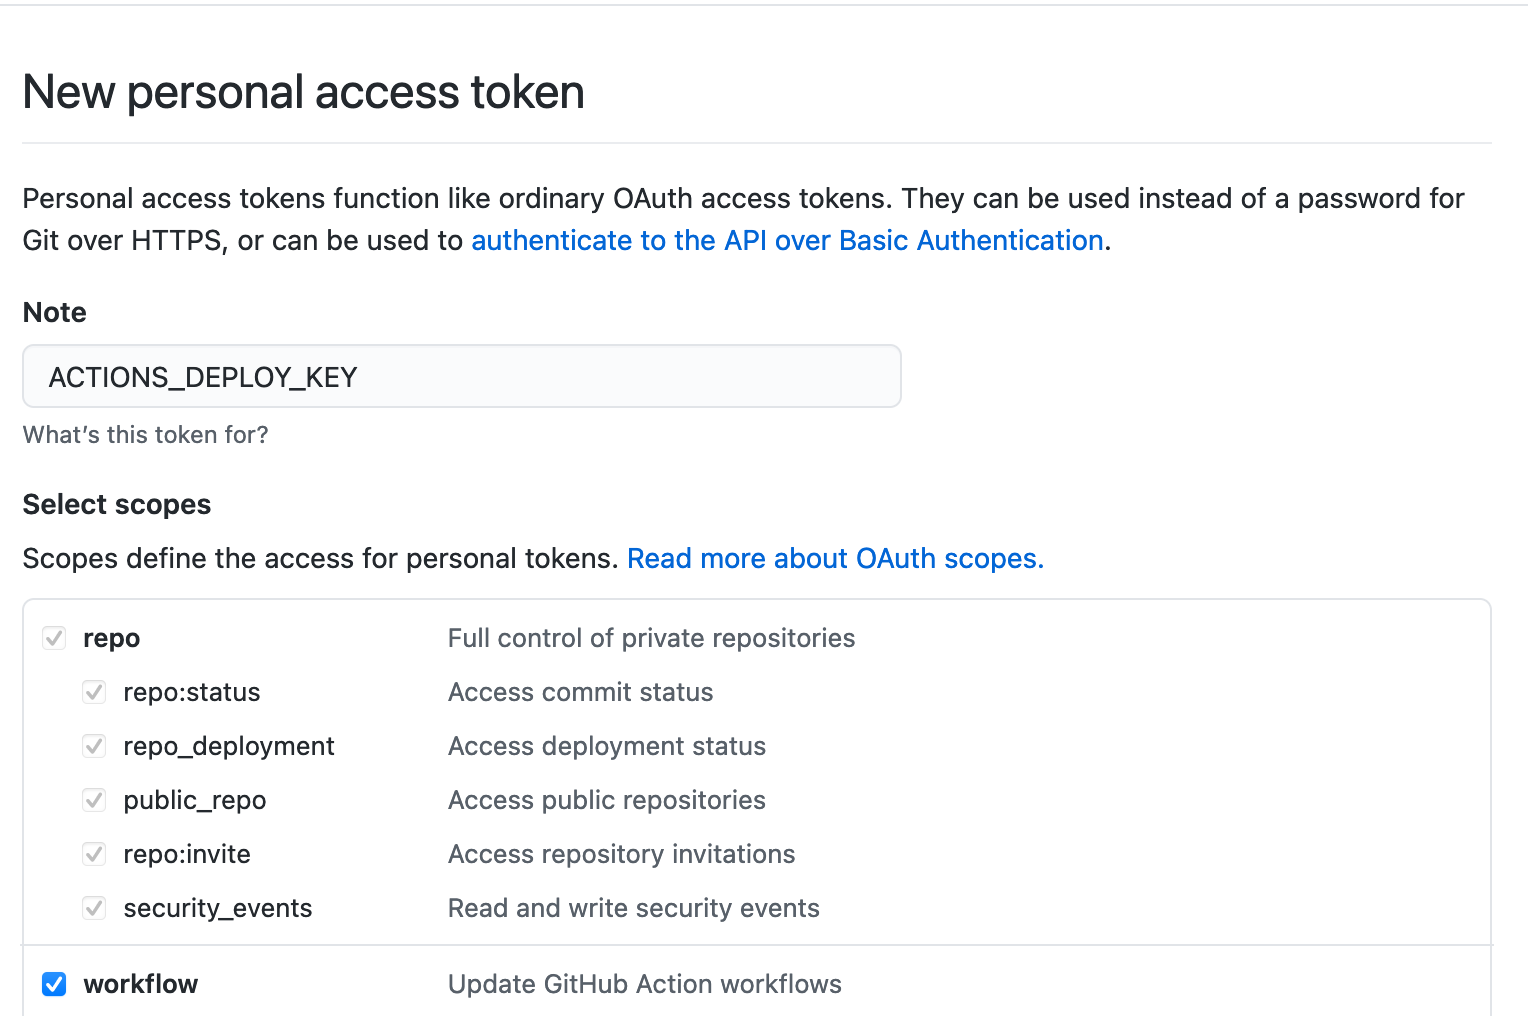 New personal access token
Personal access tokens function like ordinary OAuth access tokens. They can be used instead of a password for
Git over HTTPS, or can be used to authenticate to the API over Basic Authentication.
Note
ACTIONS_DEPLOY_KEY
What's this token for?
Select scopes
Scopes define the access for personal tokens. Read more about OAuth scopes.
repo Full control of private repositories
repo:status Access commit status
repo_deployment Access deployment status
public_repo Access public repositories
repo:invite Access repository invitations
security_events Read and write security events
workflow Update GitHub Action workflows